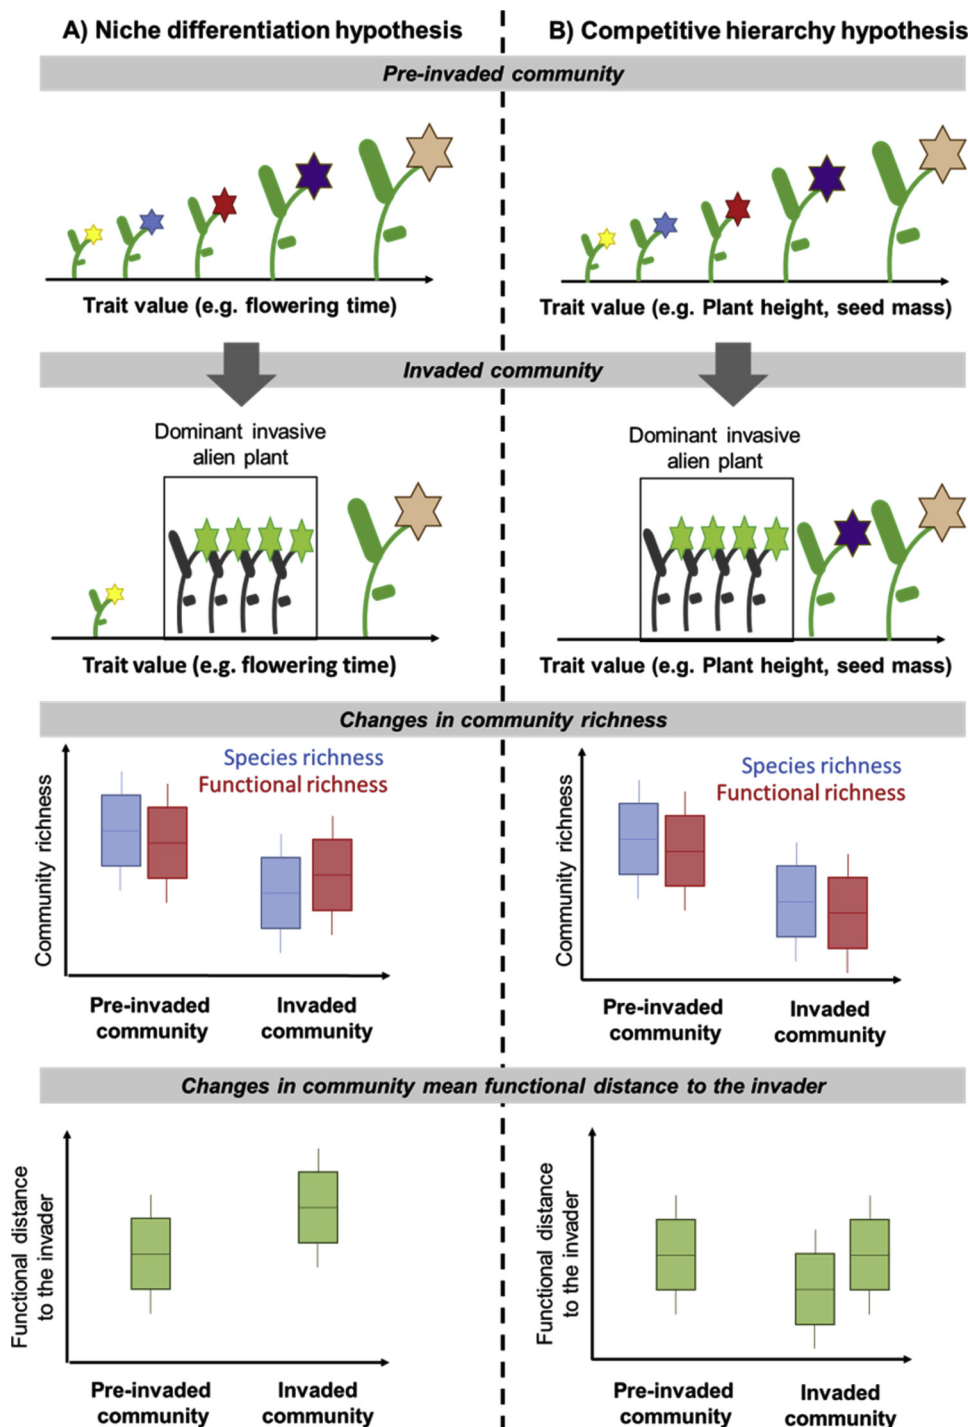 A) Niche differentiation hypothesis
B) Competitive hierarchy hypothesis
Pre-invaded community
Trait value (e.g. flowering time)
Trait value (e.g. Plant height, seed mass)
Invaded community
Dominant invasive
alien plant
Dominant invasive
alien plant
Trait value (e.g. flowering time)
Trait value (e.g. Plant height, seed mass)
Changes in community richness
Community richness
Species richness
Functional richness
Pre-invaded
community
Invaded
community
Community richness
Species richness
Functional richness
Pre-invaded
community
Invaded
community
Changes in community mean functional distance to the invader
Functional distance
to the invader
Pre-invaded
community
Invaded
community
Functional distance
to the invader
Pre-invaded
community
Invaded
community